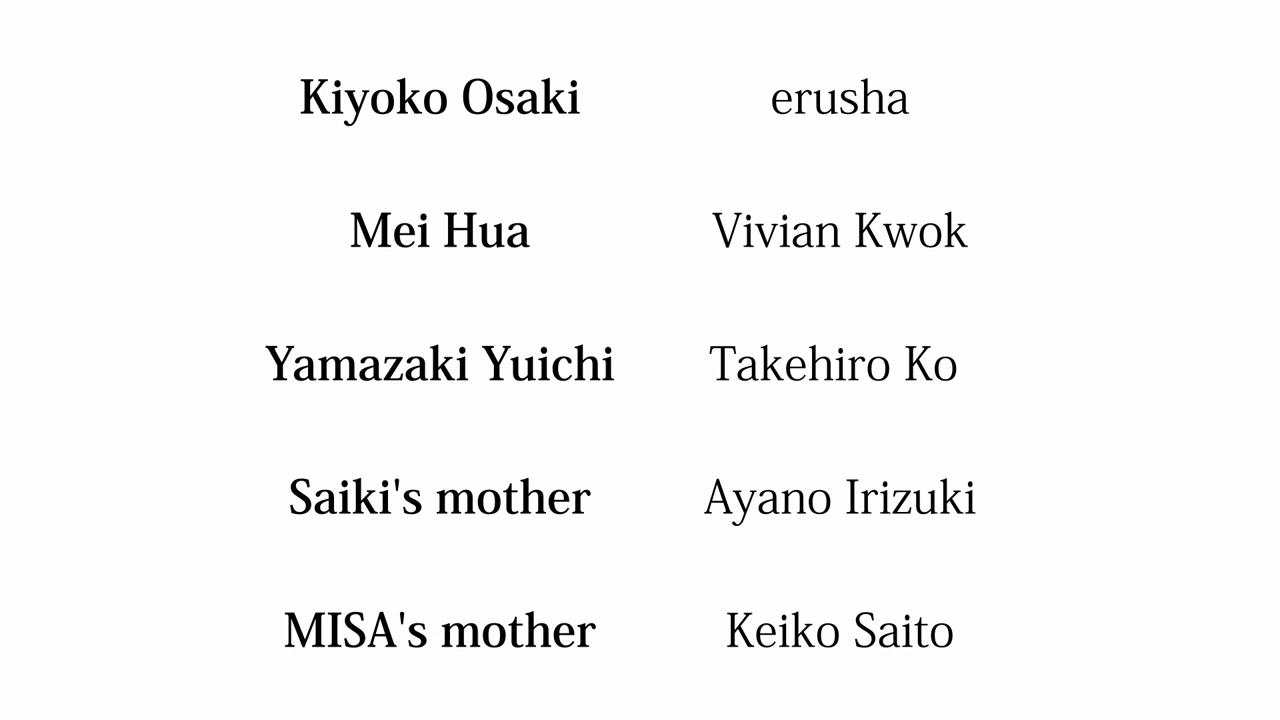 Kiyoko Osaki erusha
Mei Hua Vivian Kwok
Yamazaki Yuichi Takehiro Ko
Saiki's mother Ayano Irizuki
MISA's mother Keiko Saito